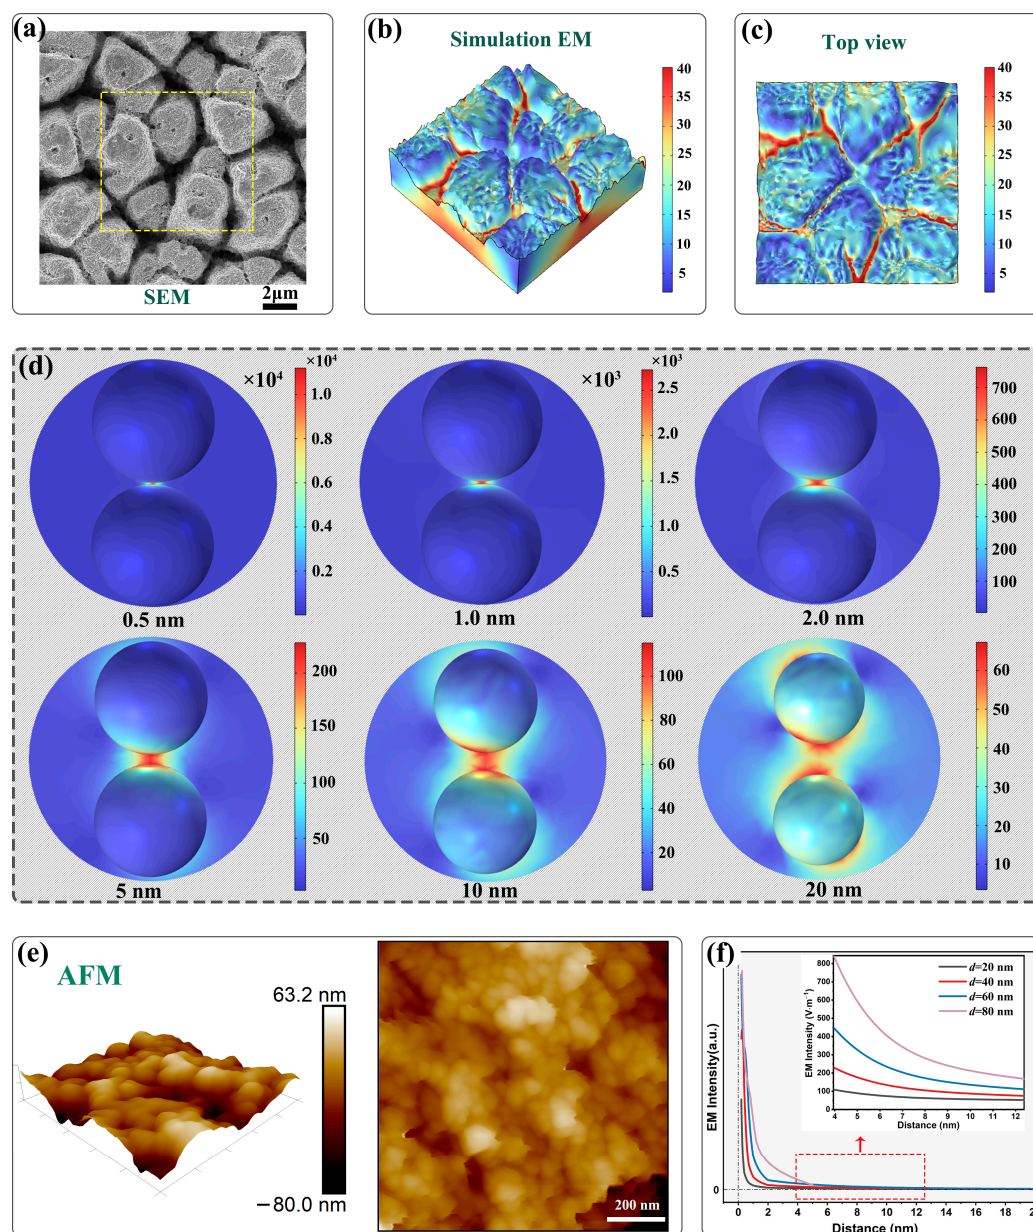 (a)
SEM
2μm
(b)
Simulation EM
40
35
30
25
20
15
10
5
(c)
Top view
40
35
30
25
20
15
10
5
(d)
×10⁴
×10⁴
1.0
0.8
0.6
0.4
0.2
0.5 nm
×10³
×10³
2.5
2.0
1.5
1.0
0.5
1.0 nm
700
600
500
400
300
200
100
2.0 nm
200
150
100
50
5 nm
100
80
60
40
20
10 nm
60
50
40
30
20
10
20 nm
(e)
AFM
63.2 nm
−80.0 nm
200 nm
(f)
EM Intensity(a.u.)
0
0 2 4 6 8 10 12 14 16 18
Distance (nm)
EM Intensity (V·m⁻¹)
800
700
600
500
400
300
200
100
0
4 5 6 7 8 9 10 11 12
Distance (nm)
d=20 nm
d=40 nm
d=60 nm
d=80 nm